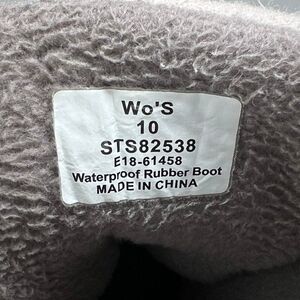 Wo'S
10
STS82538
E18-61458
Waterproof Rubber Boot
MADE IN CHINA